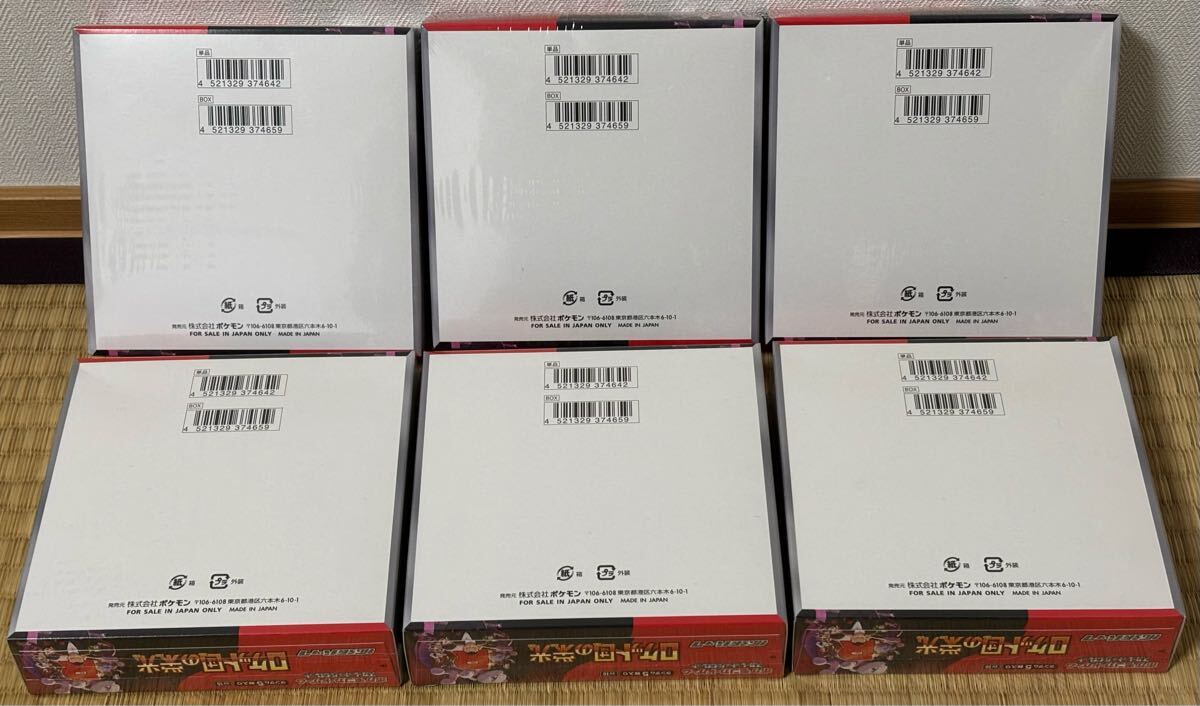 単品
4 521329 374642
BOX
4 521329 374659
紙 箱 プラ 外装
発売元 株式会社ポケモン 〒106-6108 東京都港区六本木6-10-1
FOR SALE IN JAPAN ONLY MADE IN JAPAN
単品
4 521329 374642
BOX
4 521329 374659
紙 箱 プラ 外装
発売元 株式会社ポケモン 〒106-6108 東京都港区六本木6-10-1
FOR SALE IN JAPAN ONLY MADE IN JAPAN
単品
4 521329 374642
BOX
4 521329 374659
紙 箱 プラ 外装
発売元 株式会社ポケモン 〒106-6108 東京都港区六本木6-10-1
FOR SALE IN JAPAN ONLY MADE IN JAPAN
単品
4 521329 374642
BOX
4 521329 374659
紙 箱 プラ 外装
発売元 株式会社ポケモン 〒106-6108 東京都港区六本木6-10-1
FOR SALE IN JAPAN ONLY MADE IN JAPAN
拡張パック
ロケット団の栄光
単品
4 521329 374642
BOX
4 521329 374659
紙 箱 プラ 外装
発売元 株式会社ポケモン 〒106-6108 東京都港区六本木6-10-1
FOR SALE IN JAPAN ONLY MADE IN JAPAN
拡張パック
ロケット団の栄光
単品
4 521329 374642
BOX
4 521329 374659
紙 箱 プラ 外装
発売元 株式会社ポケモン 〒106-6108 東京都港区六本木6-10-1
FOR SALE IN JAPAN ONLY MADE IN JAPAN
拡張パック
ロケット団の栄光